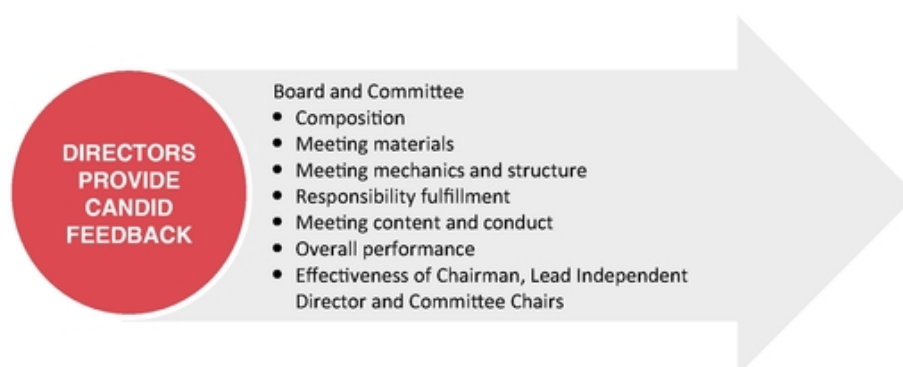 DIRECTORS
PROVIDE
CANDID
FEEDBACK
Board and Committee
• Composition
• Meeting materials
• Meeting mechanics and structure
• Responsibility fulfillment
• Meeting content and conduct
• Overall performance
• Effectiveness of Chairman, Lead Independent
Director and Committee Chairs